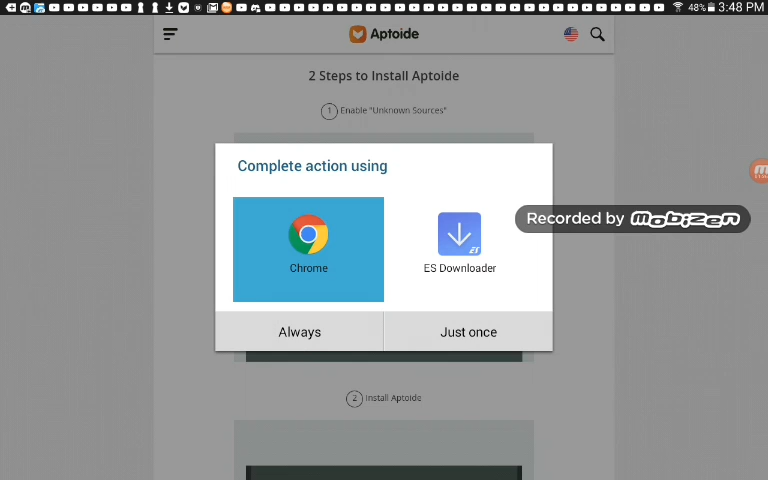 48% 3:48 PM
Aptoide
2 Steps to Install Aptoide
1 Enable "Unknown Sources"
Complete action using
Recorded by mobizen
Chrome
ES
ES Downloader
Always
Just once
2 Install Aptoide